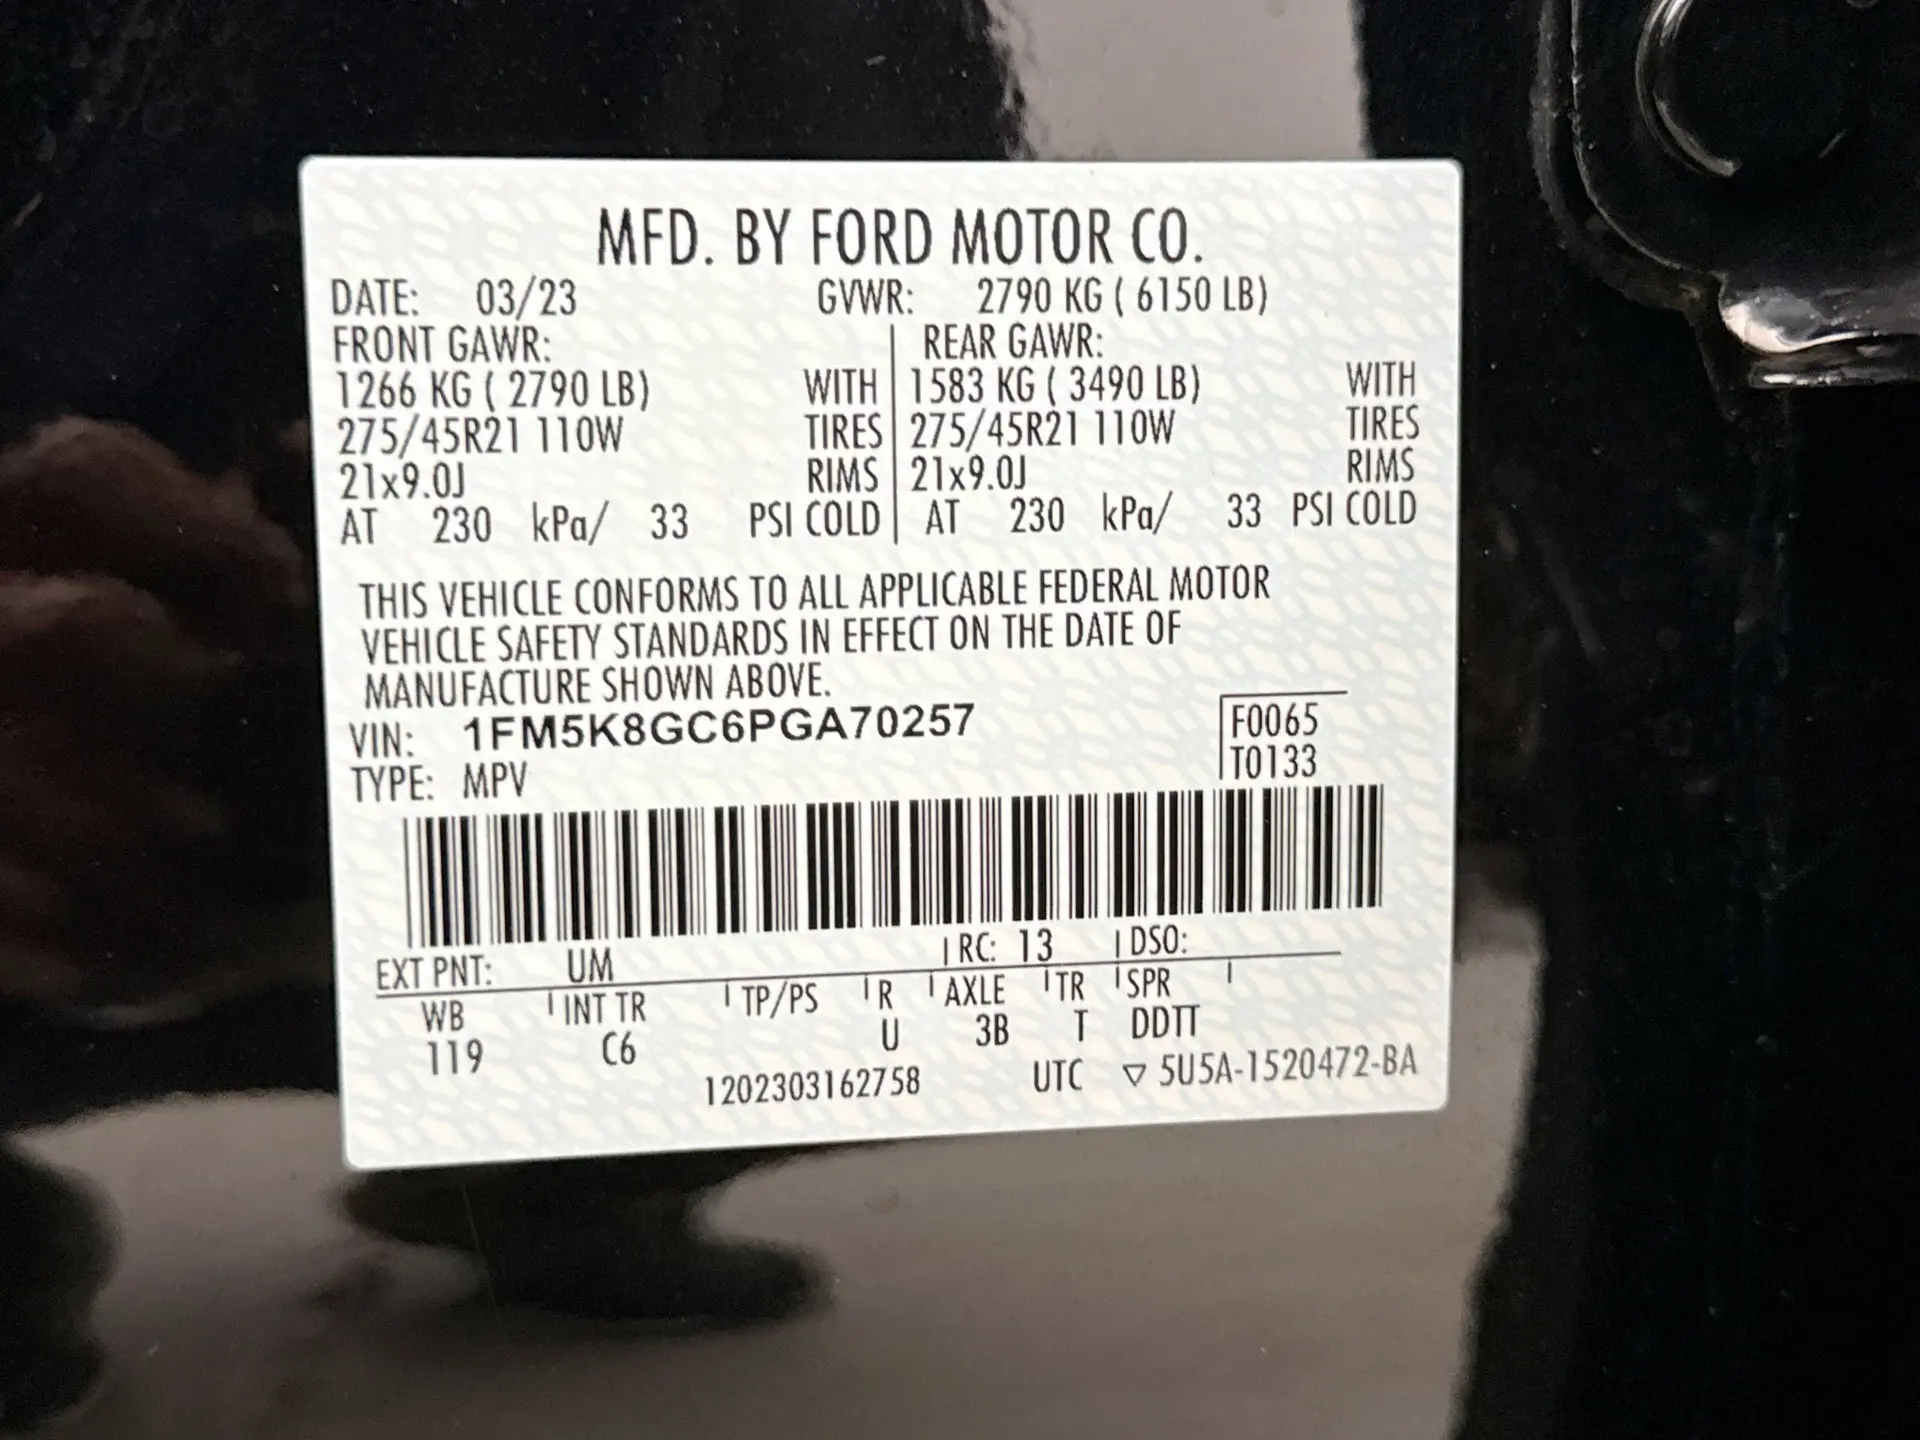 MFD. BY FORD MOTOR CO.
DATE: 03/23 GVWR: 2790 KG ( 6150 LB)
FRONT GAWR: REAR GAWR:
1266 KG ( 2790 LB) WITH 1583 KG ( 3490 LB) WITH
275/45R21 110W TIRES 275/45R21 110W TIRES
21x9.0J RIMS 21x9.0J RIMS
AT 230 kPa/ 33 PSI COLD AT 230 kPa/ 33 PSI COLD
THIS VEHICLE CONFORMS TO ALL APPLICABLE FEDERAL MOTOR
VEHICLE SAFETY STANDARDS IN EFFECT ON THE DATE OF
MANUFACTURE SHOWN ABOVE.
VIN: 1FM5K8GC6PGA70257 F0065
TYPE: MPV T0133
EXT PNT: UM RC: 13 DSO:
WB INT TR TP/PS R AXLE TR SPR
119 C6 U 3B T DDTT
1202303162758 UTC ▽ 5U5A-1520472-BA